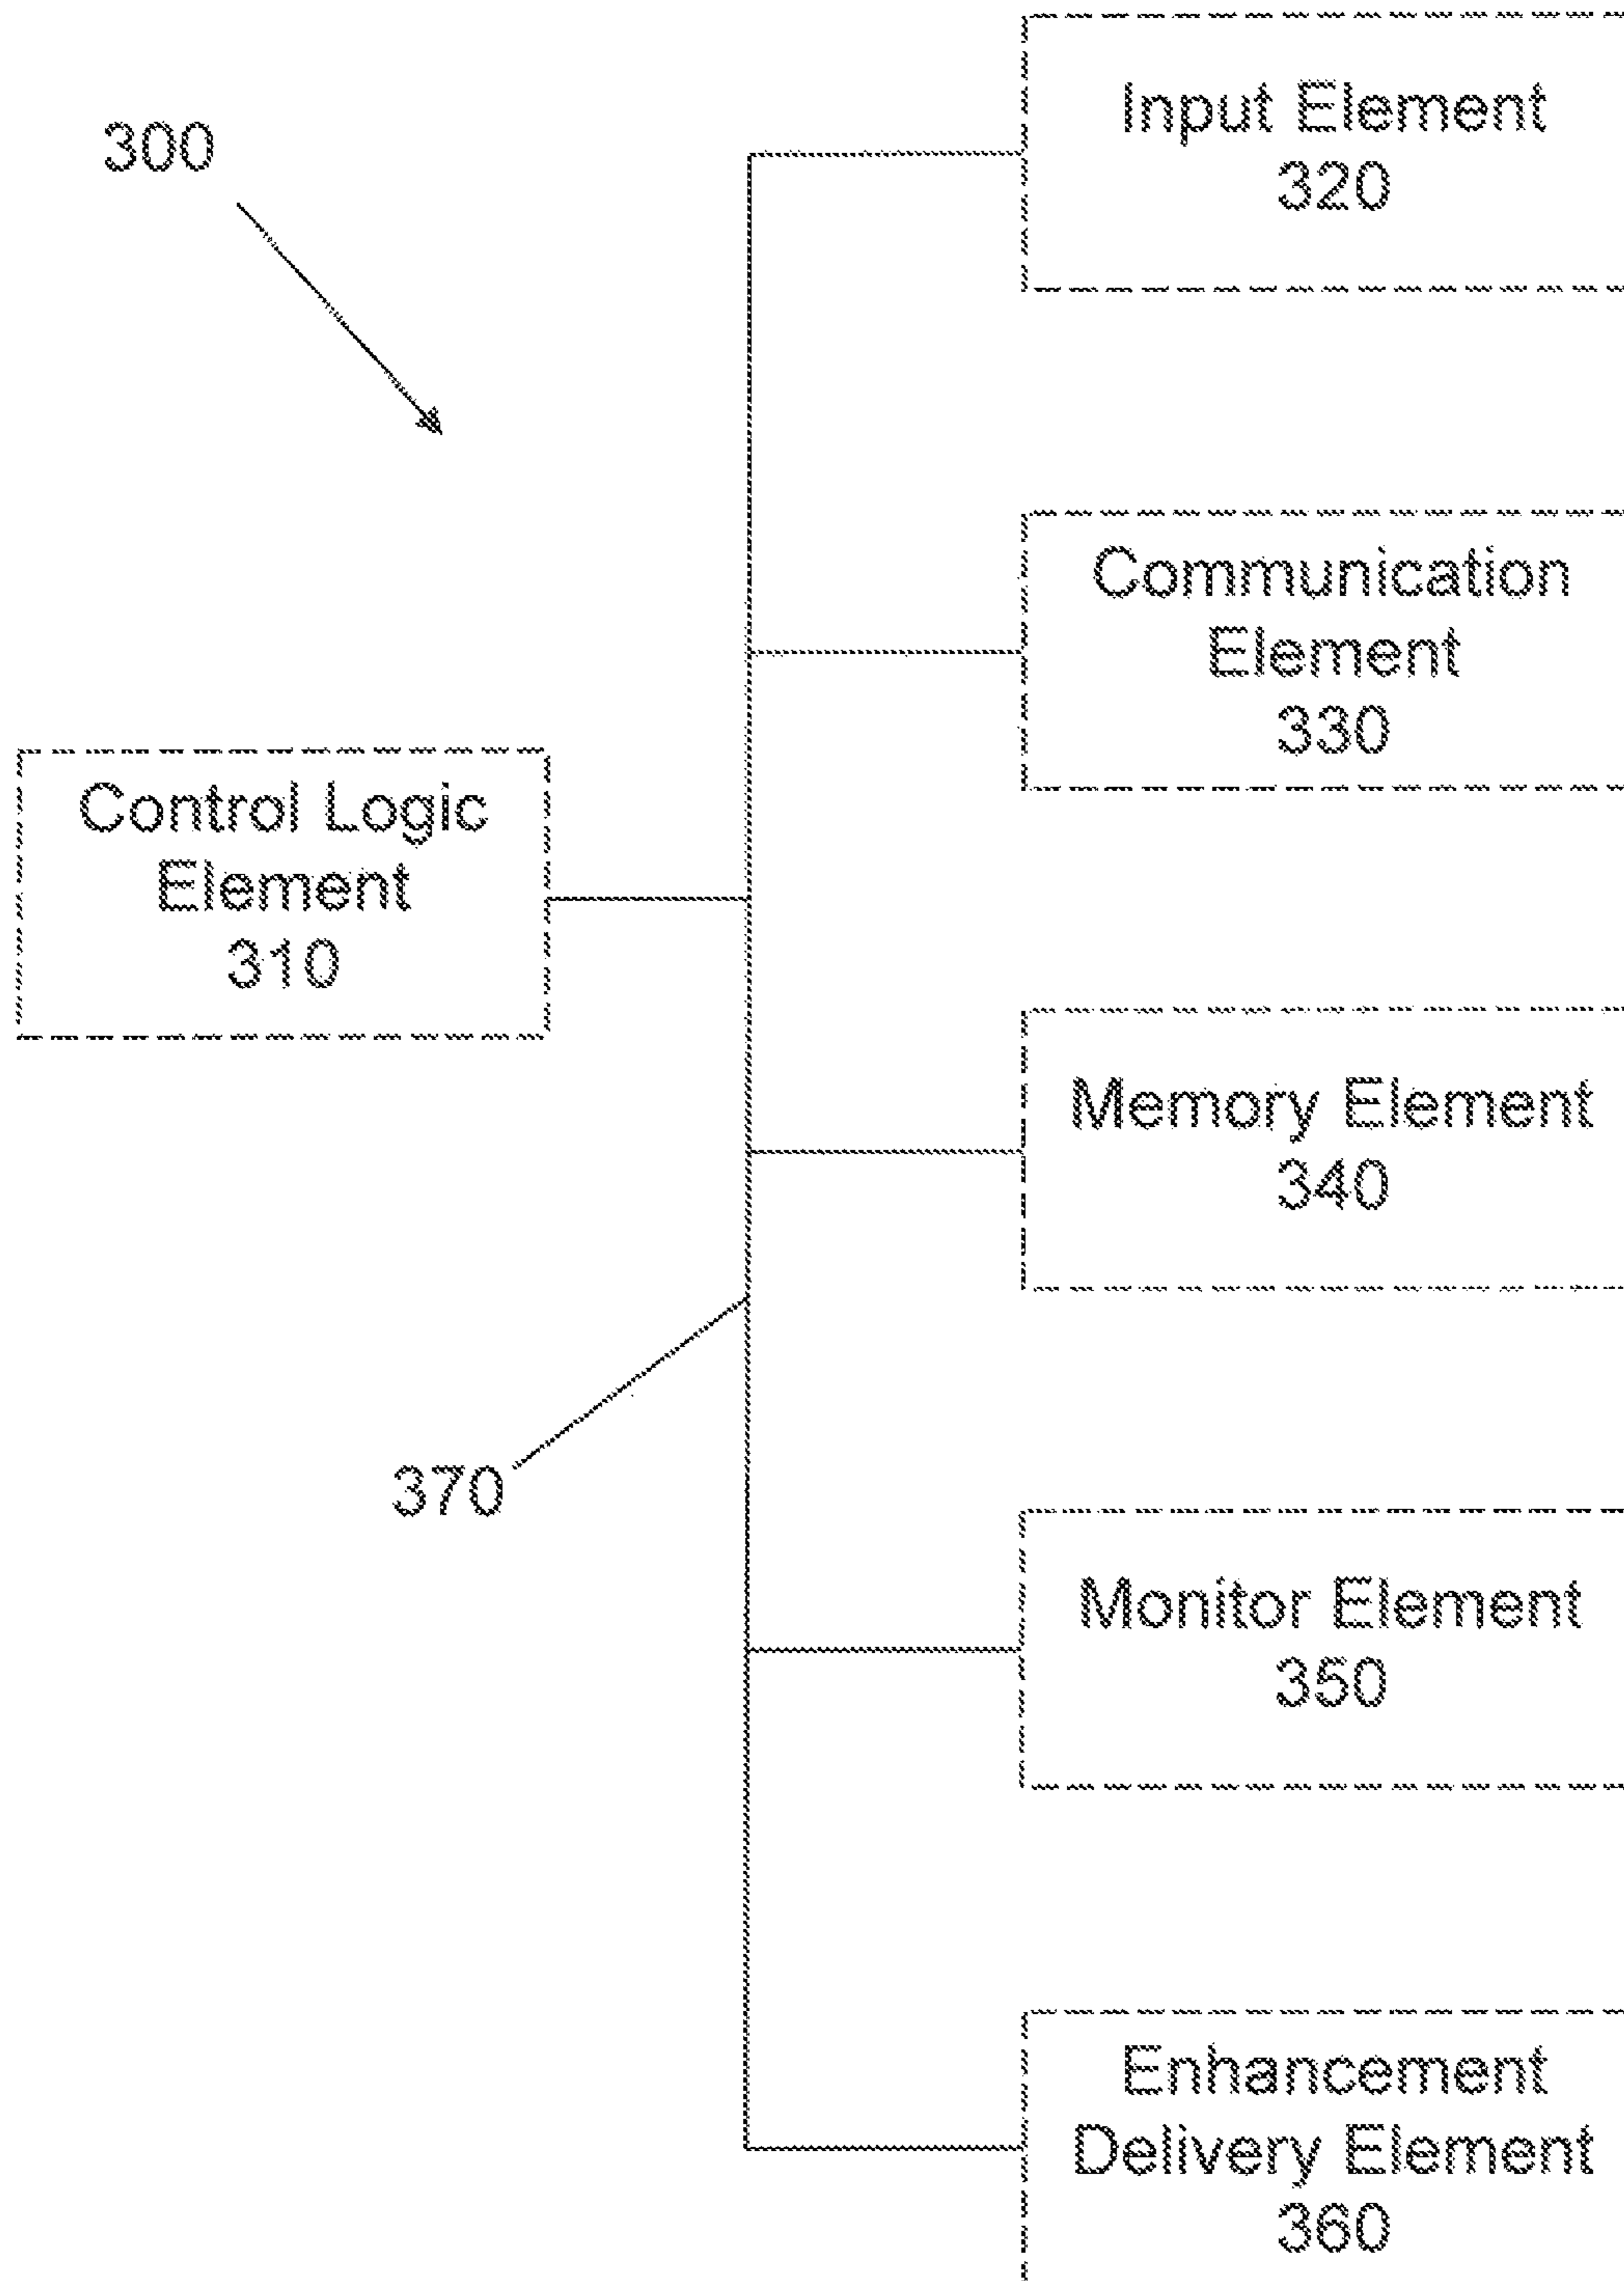 300
Input Element
320
Communication
Element
330
Control Logic
Element
310
Memory Element
340
370
Monitor Element
350
Enhancement
Delivery Element
360